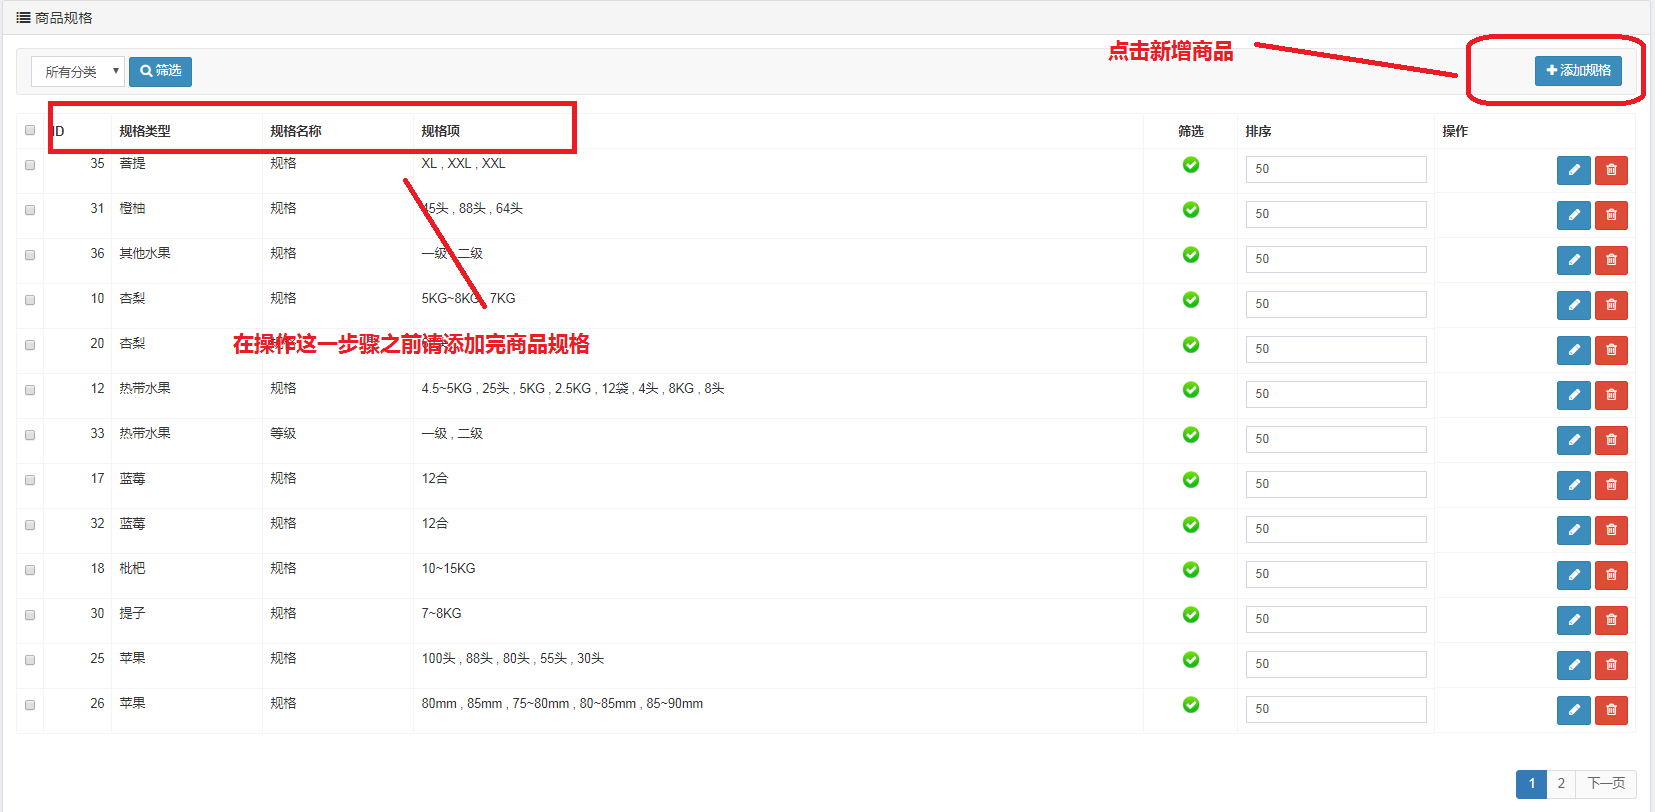 商品规格
点击新增商品
所有分类 筛选 添加规格
ID 规格类型 规格名称 规格项 筛选 排序 操作
35 菩提 规格 XL , XXL , XXL 50
31 橙柚 规格 45头 , 88头 , 64头 50
36 其他水果 规格 一级 , 二级 50
10 杏梨 规格 5KG~8KG , 7KG 50
在操作这一步骤之前请添加完商品规格
20 杏梨 规格 50
12 热带水果 规格 4.5~5KG , 25头 , 5KG , 2.5KG , 12袋 , 4头 , 8KG , 8头 50
33 热带水果 等级 一级 , 二级 50
17 蓝莓 规格 12合 50
32 蓝莓 规格 12合 50
18 枇杷 规格 10~15KG 50
30 提子 规格 7~8KG 50
25 苹果 规格 100头 , 88头 , 80头 , 55头 , 30头 50
26 苹果 规格 80mm , 85mm , 75~80mm , 80~85mm , 85~90mm 50
1 2 下一页